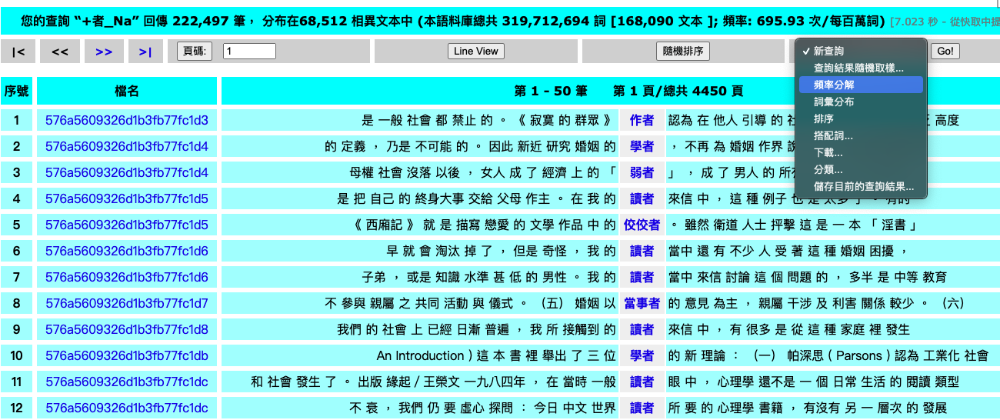 您的查詢 “+者_Na” 回傳 222,497 筆， 分布在68,512 相異文本中 (本語料庫總共 319,712,694 詞 [168,090 文本 ]; 頻率: 695.93 次/每百萬詞) [7.023 秒 - 從快取中提
|< << >> >| 頁碼: 1 Line View 隨機排序 Go!
✓ 新查詢
查詢結果隨機取樣...
頻率分解
詞彙分布
排序
搭配詞...
下載...
分類...
儲存目前的查詢結果...
序號 檔名 第 1 - 50 筆 第 1 頁/總共 4450 頁
1 576a5609326d1b3fb77fc1d3 是 一般 社會 都 禁止 的 。 《 寂寞 的 群眾 》 作者 認為 在 他人 引導 的 高度
2 576a5609326d1b3fb77fc1d4 的 定義 ， 乃是 不可能 的 。 因此 新近 研究 婚姻 的 學者 ， 不再 為 婚姻 作界
3 576a5609326d1b3fb77fc1d4 母權 社會 沒落 以後 ， 女人 成 了 經濟 上 的 「 弱者 」 ， 成 了 男人 的
4 576a5609326d1b3fb77fc1d5 是 把 自己 的 終身大事 交給 父母 作主 。 在 我 的 讀者 來信 中 ， 這 種 例子
5 576a5609326d1b3fb77fc1d5 《 西廂記 》 就 是 描寫 戀愛 的 文學 作品 中 的 佼佼者 。 雖然 衛道 人士 抨擊 這 是 一 本 「 淫書 」
6 576a5609326d1b3fb77fc1d6 早 就 會 淘汰 掉 了 ， 但是 奇怪 ， 我 的 讀者 當中 還 有 不少 人 受 著 這 種 婚姻 困擾 ，
7 576a5609326d1b3fb77fc1d6 子弟 ， 或是 知識 水準 甚 低 的 男性 。 我 的 讀者 當中 來信 討論 這 個 問題 的 ， 多半 是 中等 教育
8 576a5609326d1b3fb77fc1d7 不 參與 親屬 之 共同 活動 與 儀式 。 （五） 婚姻 以 當事者 的 意見 為主 ， 親屬 干涉 及 利害 關係 較少 。 （六）
9 576a5609326d1b3fb77fc1d8 我們 的 社會 上 已經 日漸 普遍 ， 我 所 接觸到 的 讀者 來信 中 ， 有 很多 是 從 這 種 家庭 裡 發生
10 576a5609326d1b3fb77fc1db An Introduction ) 這 本 書 裡 舉出 了 三 位 學者 的 新 理論 ： （一） 帕深思 ( Parsons ) 認為 工業化 社會
11 576a5609326d1b3fb77fc1dc 和 社會 發生 了 。 出版 緣起 / 王榮文 一九八四年 ， 在 當時 一般 讀者 眼 中 ， 心理學 還不是 一 個 日常 生活 的 閱讀 類型
12 576a5609326d1b3fb77fc1dc 不 衰 ， 我們 仍 要 虛心 探問 ： 今日 中文 世界 讀者 所 要 的 心理學 書籍 ， 有沒有 另 一 層次 的 發展